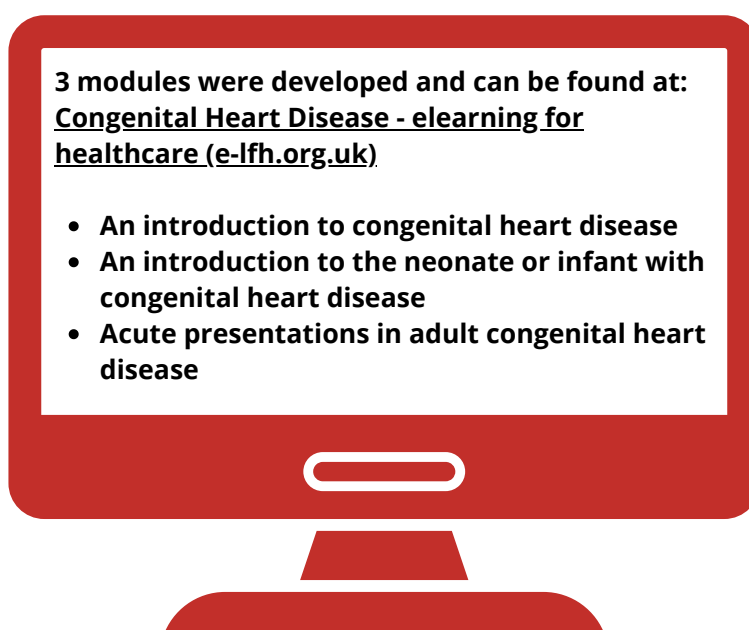 3 modules were developed and can be found at:
Congenital Heart Disease - elearning for
healthcare (e-lfh.org.uk)
• An introduction to congenital heart disease
• An introduction to the neonate or infant with
congenital heart disease
• Acute presentations in adult congenital heart
disease